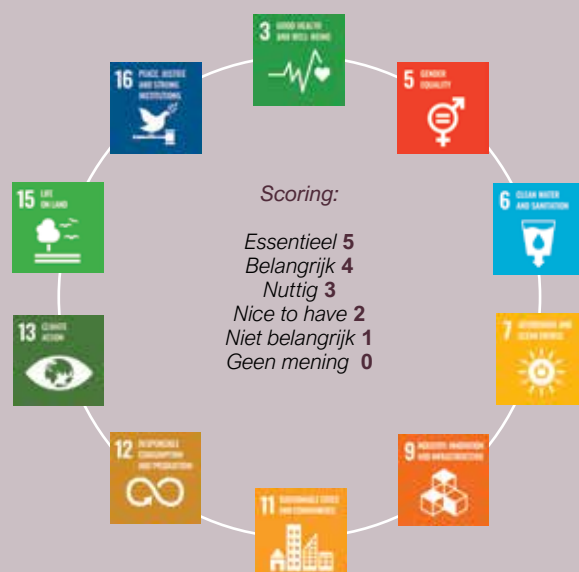 3 GOOD HEALTH
AND WELL-BEING
16 PEACE, JUSTICE
AND STRONG
INSTITUTIONS
5 GENDER
EQUALITY
15 LIFE
ON LAND
6 CLEAN WATER
AND SANITATION
Scoring:
Essentieel 5
Belangrijk 4
Nuttig 3
Nice to have 2
Niet belangrijk 1
Geen mening 0
13 CLIMATE
ACTION
7 AFFORDABLE AND
CLEAN ENERGY
12 RESPONSIBLE
CONSUMPTION
AND PRODUCTION
9 INDUSTRY, INNOVATION
AND INFRASTRUCTURE
11 SUSTAINABLE CITIES
AND COMMUNITIES